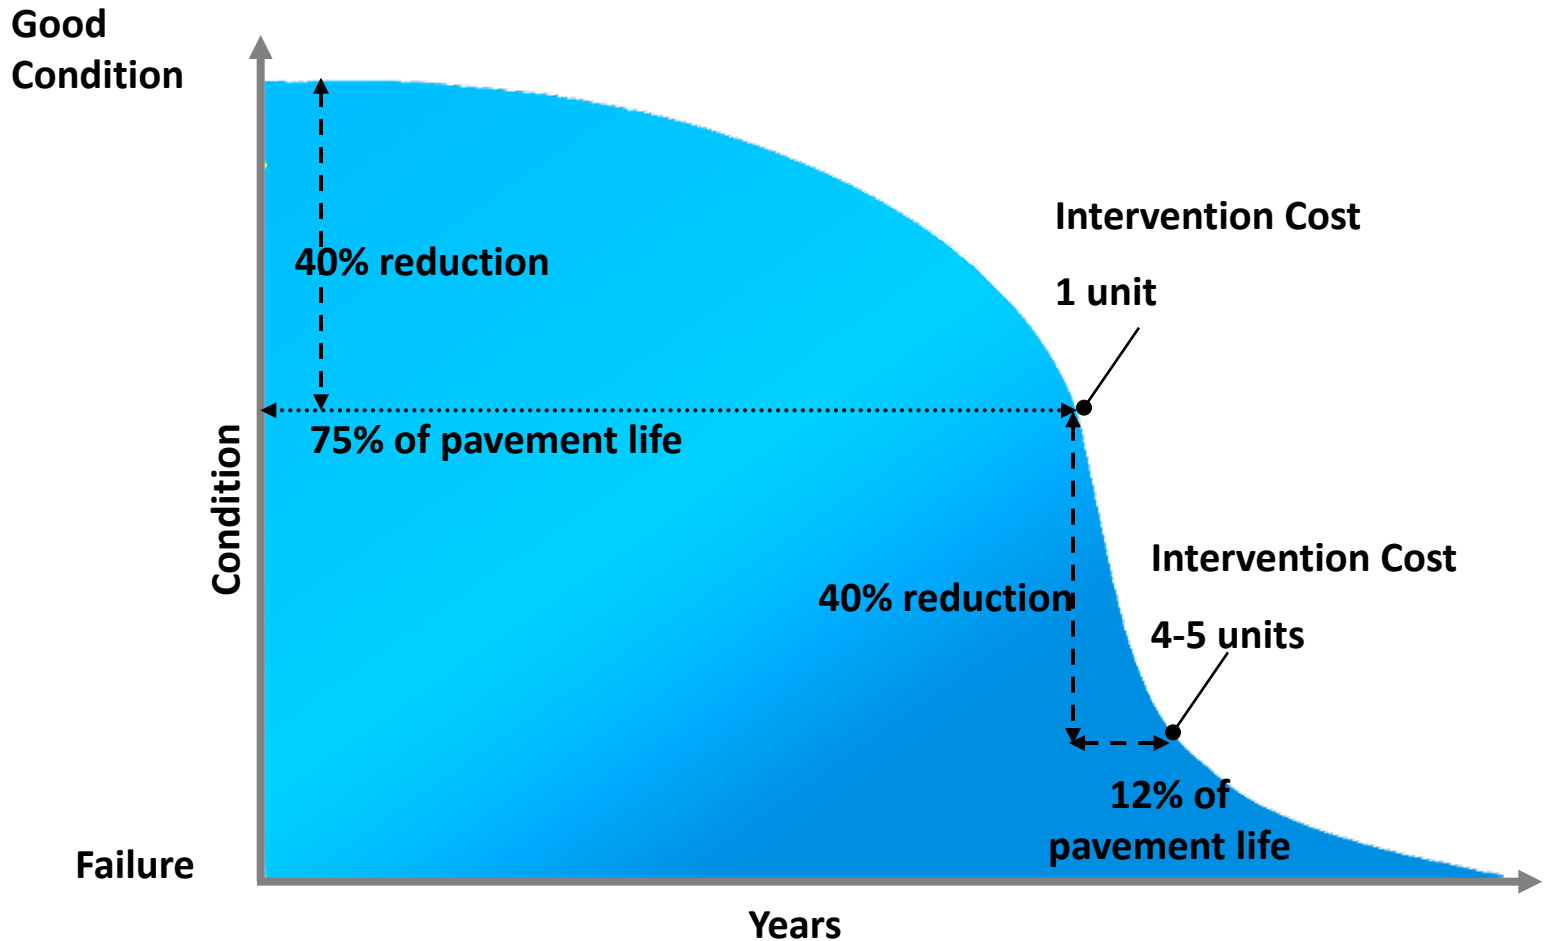 Good
Condition
Intervention Cost
1 unit
40% reduction
75% of pavement life
Condition
Intervention Cost
4-5 units
40% reduction
12% of
pavement life
Failure
Years